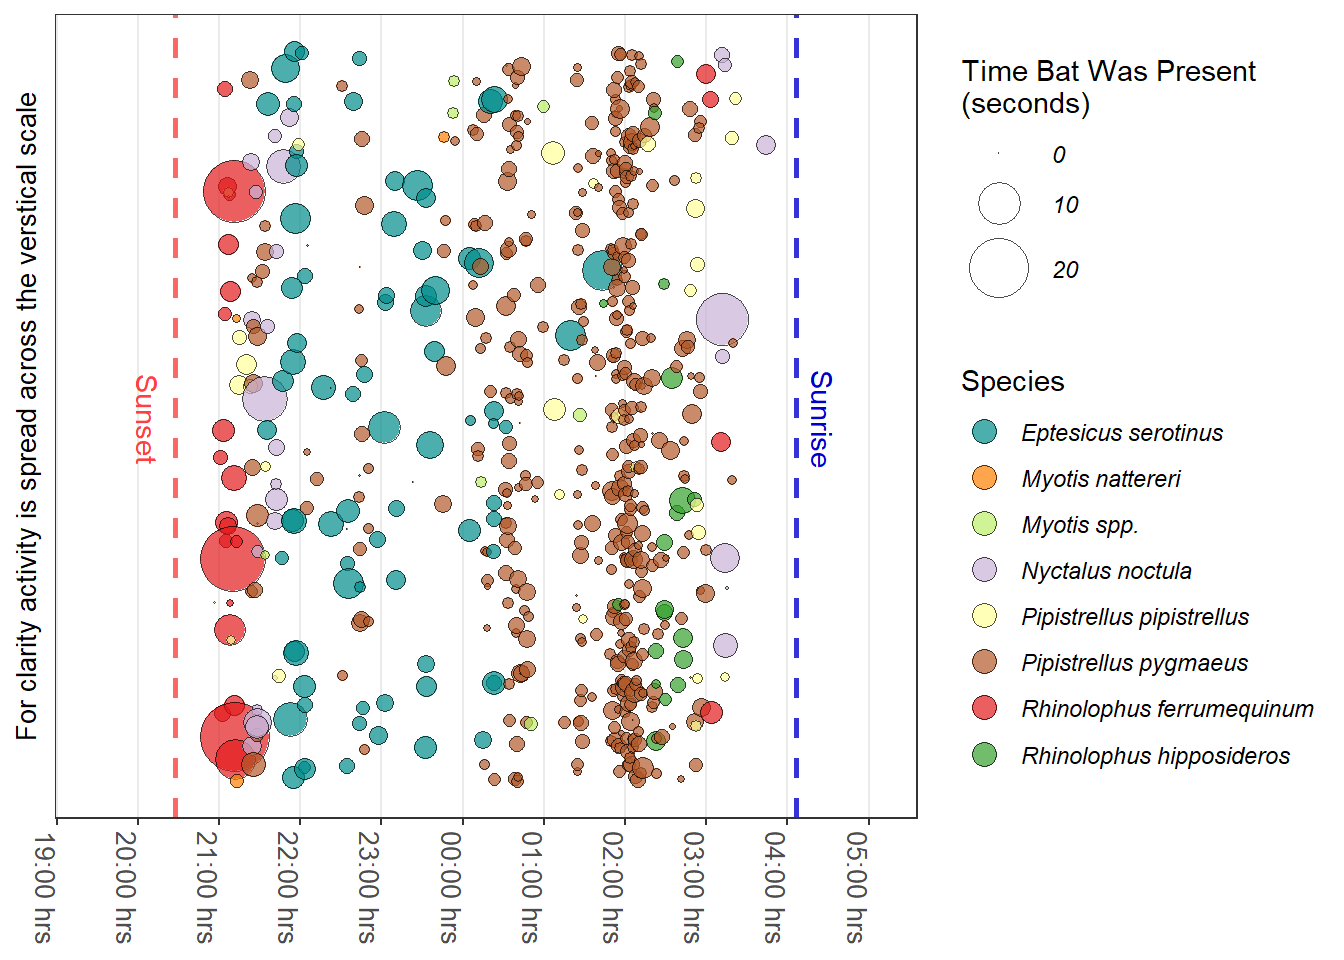 For clarity activity is spread across the verstical scale
Sunset
Sunrise
19:00 hrs
20:00 hrs
21:00 hrs
22:00 hrs
23:00 hrs
00:00 hrs
01:00 hrs
02:00 hrs
03:00 hrs
04:00 hrs
05:00 hrs
Time Bat Was Present
(seconds)
0
10
20
Species
Eptesicus serotinus
Myotis nattereri
Myotis spp.
Nyctalus noctula
Pipistrellus pipistrellus
Pipistrellus pygmaeus
Rhinolophus ferrumequinum
Rhinolophus hipposideros